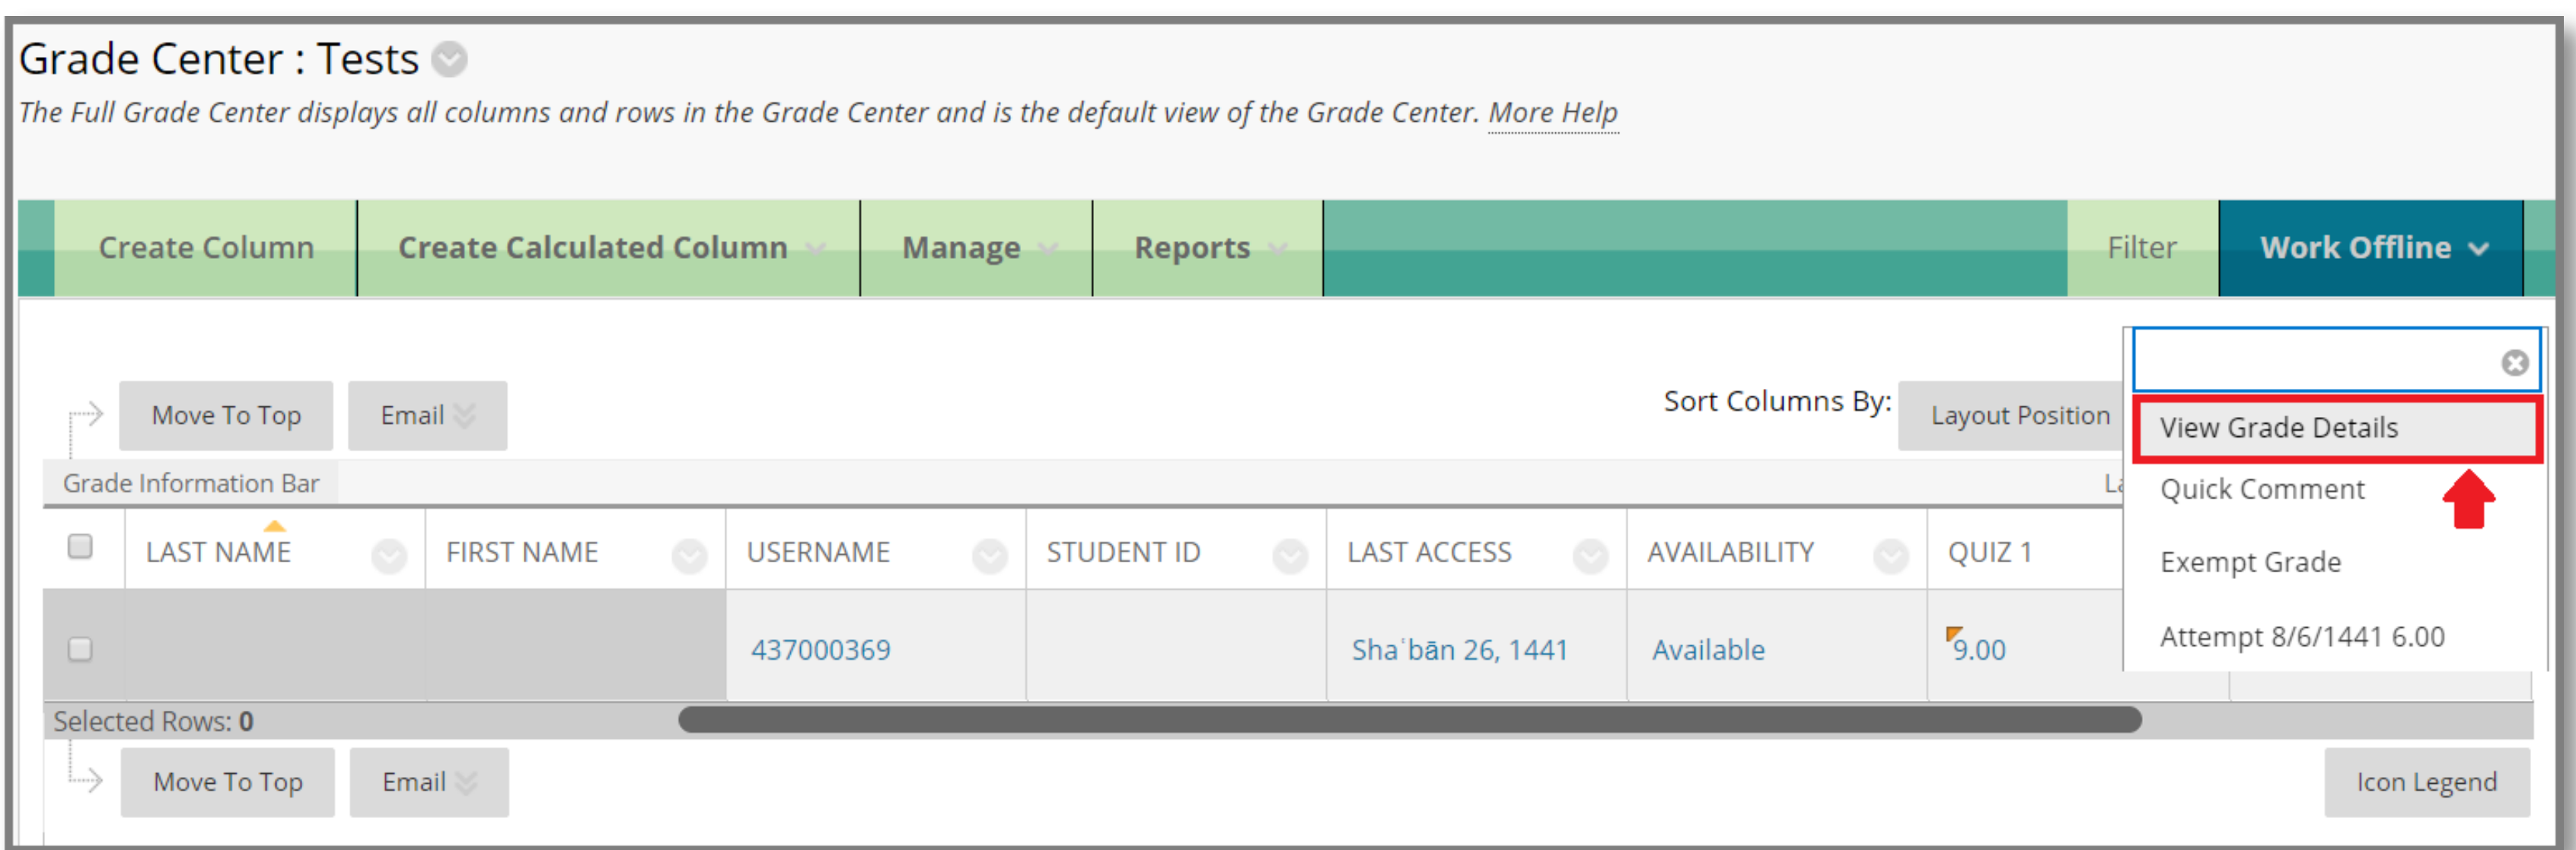 Grade Center : Tests
The Full Grade Center displays all columns and rows in the Grade Center and is the default view of the Grade Center. More Help
Create Column Create Calculated Column Manage Reports Filter Work Offline
Move To Top Email Sort Columns By: Layout Position
View Grade Details
Grade Information Bar
Quick Comment
LAST NAME FIRST NAME USERNAME STUDENT ID LAST ACCESS AVAILABILITY QUIZ 1
Exempt Grade
437000369 Shaʿbān 26, 1441 Available 9.00
Attempt 8/6/1441 6.00
Selected Rows: 0
Move To Top Email Icon Legend